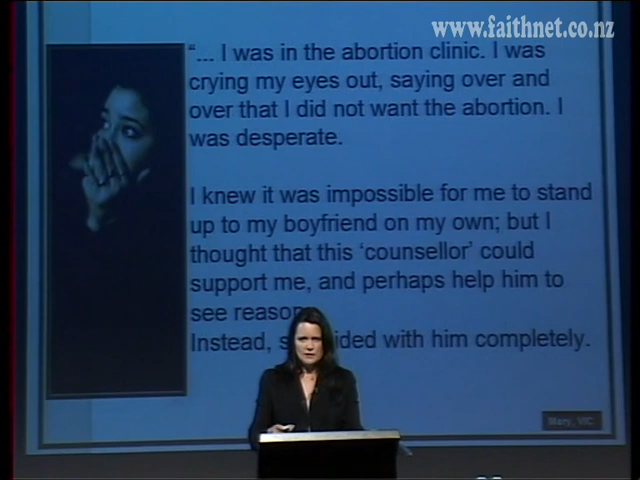 www.faithnet.co.nz
"... I was in the abortion clinic. I was
crying my eyes out, saying over and
over that I did not want the abortion. I
was desperate.
I knew it was impossible for me to stand
up to my boyfriend on my own; but I
thought that this 'counsellor' could
support me, and perhaps help him to
see reason
Instead, s ided with him completely.
Mary, VIC